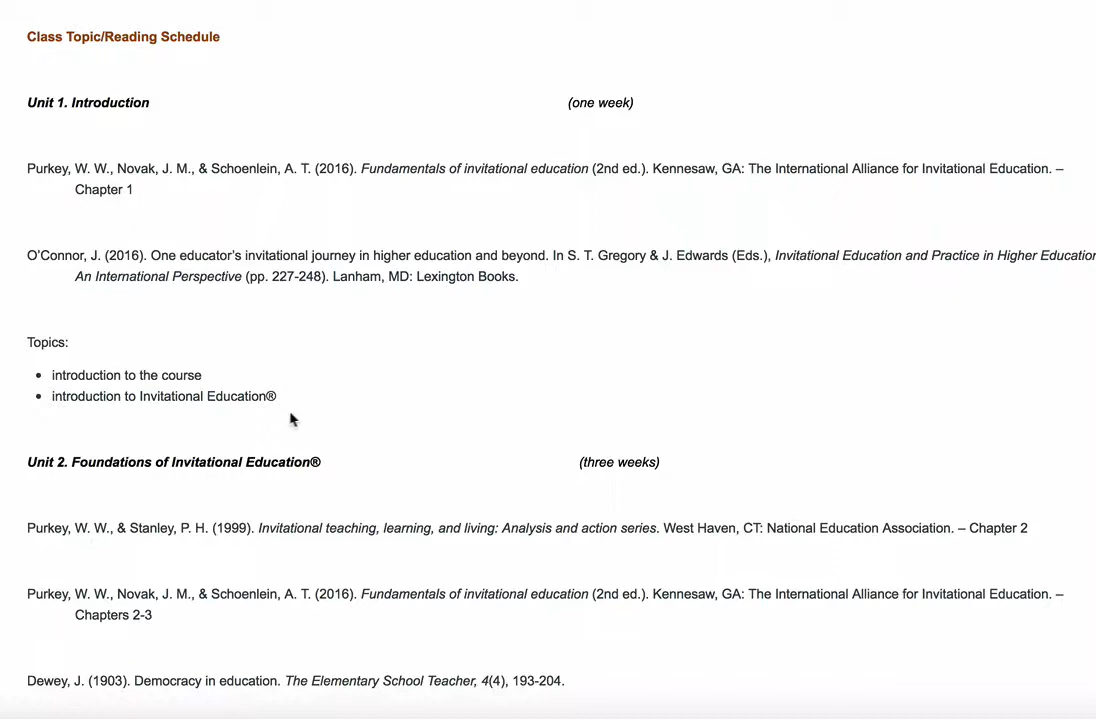 Class Topic/Reading Schedule
Unit 1. Introduction (one week)
Purkey, W. W., Novak, J. M., & Schoenlein, A. T. (2016). Fundamentals of invitational education (2nd ed.). Kennesaw, GA: The International Alliance for Invitational Education. –
Chapter 1
O'Connor, J. (2016). One educator's invitational journey in higher education and beyond. In S. T. Gregory & J. Edwards (Eds.), Invitational Education and Practice in Higher Education
An International Perspective (pp. 227-248). Lanham, MD: Lexington Books.
Topics:
• introduction to the course
• introduction to Invitational Education®
Unit 2. Foundations of Invitational Education® (three weeks)
Purkey, W. W., & Stanley, P. H. (1999). Invitational teaching, learning, and living: Analysis and action series. West Haven, CT: National Education Association. – Chapter 2
Purkey, W. W., Novak, J. M., & Schoenlein, A. T. (2016). Fundamentals of invitational education (2nd ed.). Kennesaw, GA: The International Alliance for Invitational Education. –
Chapters 2-3
Dewey, J. (1903). Democracy in education. The Elementary School Teacher, 4(4), 193-204.